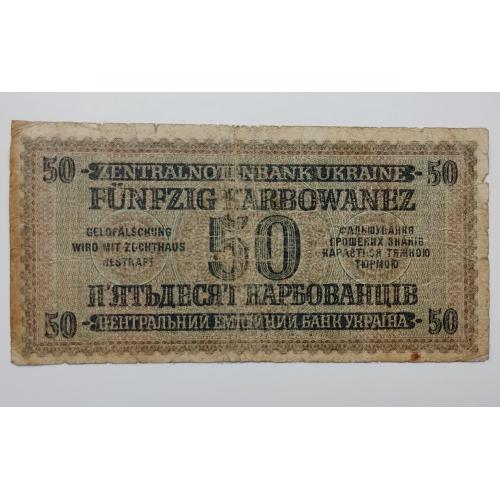 50 ZENTRALNOTENBANK UKRAINE 50
FÜNFZIG KARBOWANEZ
GELDFÄLSCHUNG
WIRD MIT ZUCHTHAUS
BESTRAFT
50
ФАЛЬШУВАННЯ
ГРОШЕВИХ ЗНАКІВ
КАРАЄТЬСЯ ТЯЖКОЮ
ТЮРМОЮ
П'ЯТЬДЕСЯТ КАРБОВАНЦІВ
50 ЦЕНТРАЛЬНИЙ ЕМІСІЙНИЙ БАНК УКРАЇНА 50